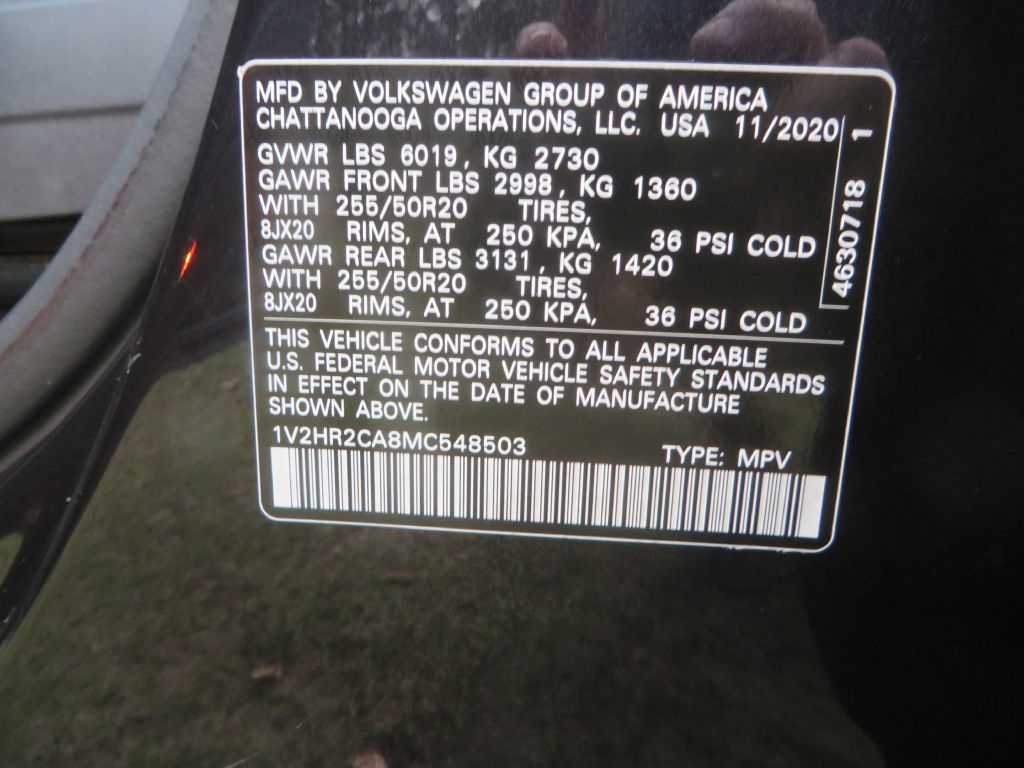 MFD BY VOLKSWAGEN GROUP OF AMERICA
CHATTANOOGA OPERATIONS, LLC. USA 11/2020
GVWR LBS 6019, KG 2730
GAWR FRONT LBS 2998, KG 1360
WITH 255/50R20 TIRES,
8JX20 RIMS, AT 250 KPA, 36 PSI COLD
GAWR REAR LBS 3131, KG 1420
WITH 255/50R20 TIRES,
8JX20 RIMS, AT 250 KPA, 36 PSI COLD
4630718 1
THIS VEHICLE CONFORMS TO ALL APPLICABLE
U.S. FEDERAL MOTOR VEHICLE SAFETY STANDARDS
IN EFFECT ON THE DATE OF MANUFACTURE
SHOWN ABOVE.
1V2HR2CA8MC548503 TYPE: MPV